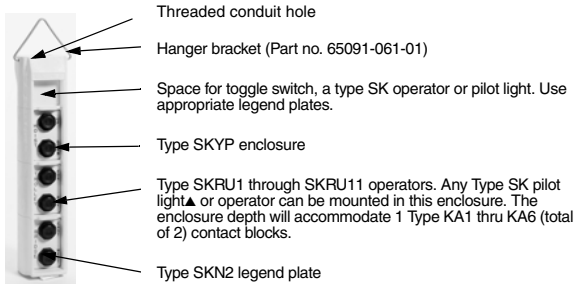 Threaded conduit hole
Hanger bracket (Part no. 65091-061-01)
Space for toggle switch, a type SK operator or pilot light. Use
appropriate legend plates.
Type SKYP enclosure
Type SKRU1 through SKRU11 operators. Any Type SK pilot
light▲ or operator can be mounted in this enclosure. The
enclosure depth will accommodate 1 Type KA1 thru KA6 (total
of 2) contact blocks.
Type SKN2 legend plate